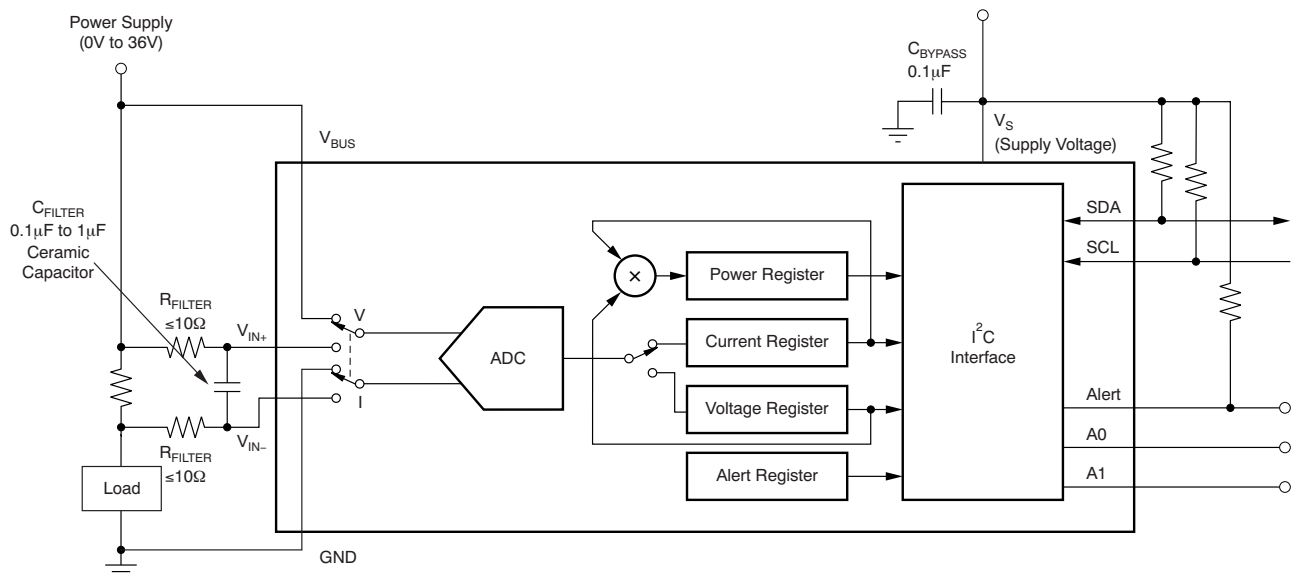 Power Supply
(0V to 36V)
C_BYPASS
0.1μF
V_S
(Supply Voltage)
V_BUS
C_FILTER
0.1μF to 1μF
Ceramic
Capacitor
R_FILTER
≤10Ω
V_IN+
V
I
ADC
×
Power Register
Current Register
Voltage Register
Alert Register
I²C
Interface
SDA
SCL
Alert
A0
A1
V_IN–
R_FILTER
≤10Ω
Load
GND